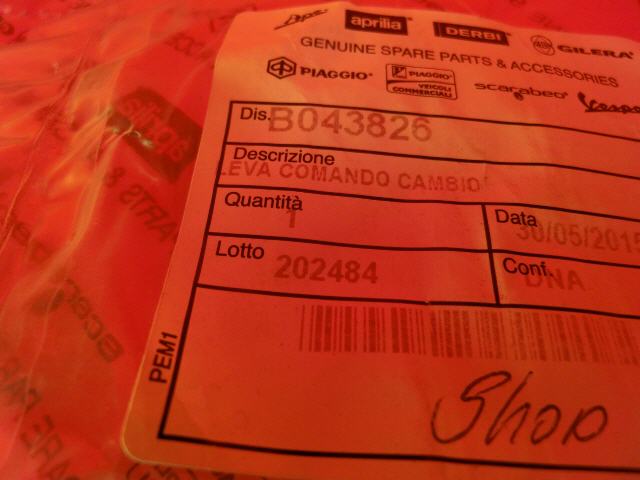 aprilia DERBI GILERA
GENUINE SPARE PARTS & ACCESSORIES
PIAGGIO PIAGGIO VEICOLI COMMERCIALI scarabeo Vespa
Dis. B043826
Descrizione
LEVA COMANDO CAMBIO
Quantità 1
Data 30/05/2015
Lotto 202484
Conf. DNA
PEM1
Shop